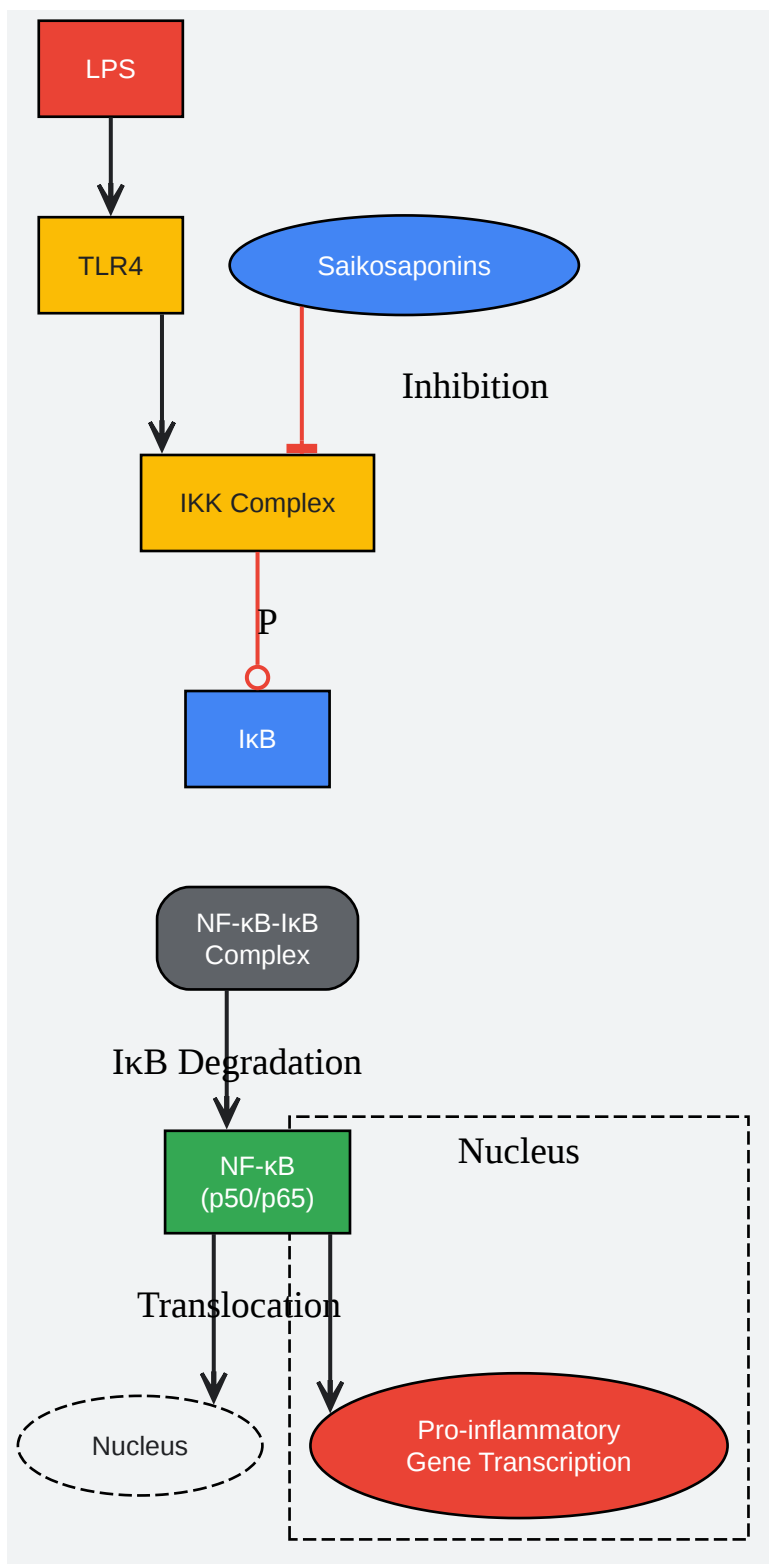 LPS
TLR4
Saikosaponins
Inhibition
IKK Complex
P
IκB
NF-κB-IκB
Complex
IκB Degradation
NF-κB
(p50/p65)
Nucleus
Translocation
Nucleus
Pro-inflammatory
Gene Transcription